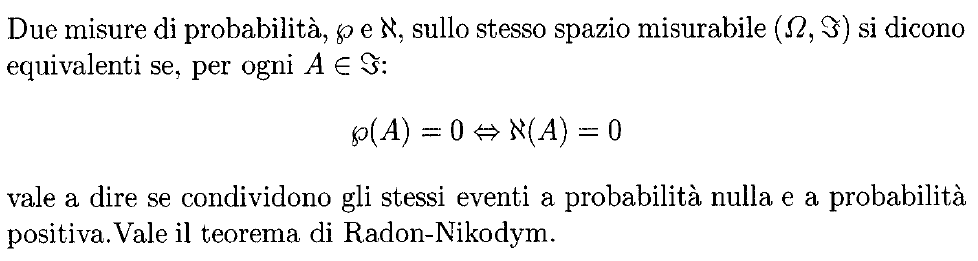 Due misure di probabilità, ℘ e ℵ, sullo stesso spazio misurabile (Ω, ℑ) si dicono
equivalenti se, per ogni A ∈ ℑ:
℘(A) = 0 ⇔ ℵ(A) = 0
vale a dire se condividono gli stessi eventi a probabilità nulla e a probabilità
positiva.Vale il teorema di Radon-Nikodym.